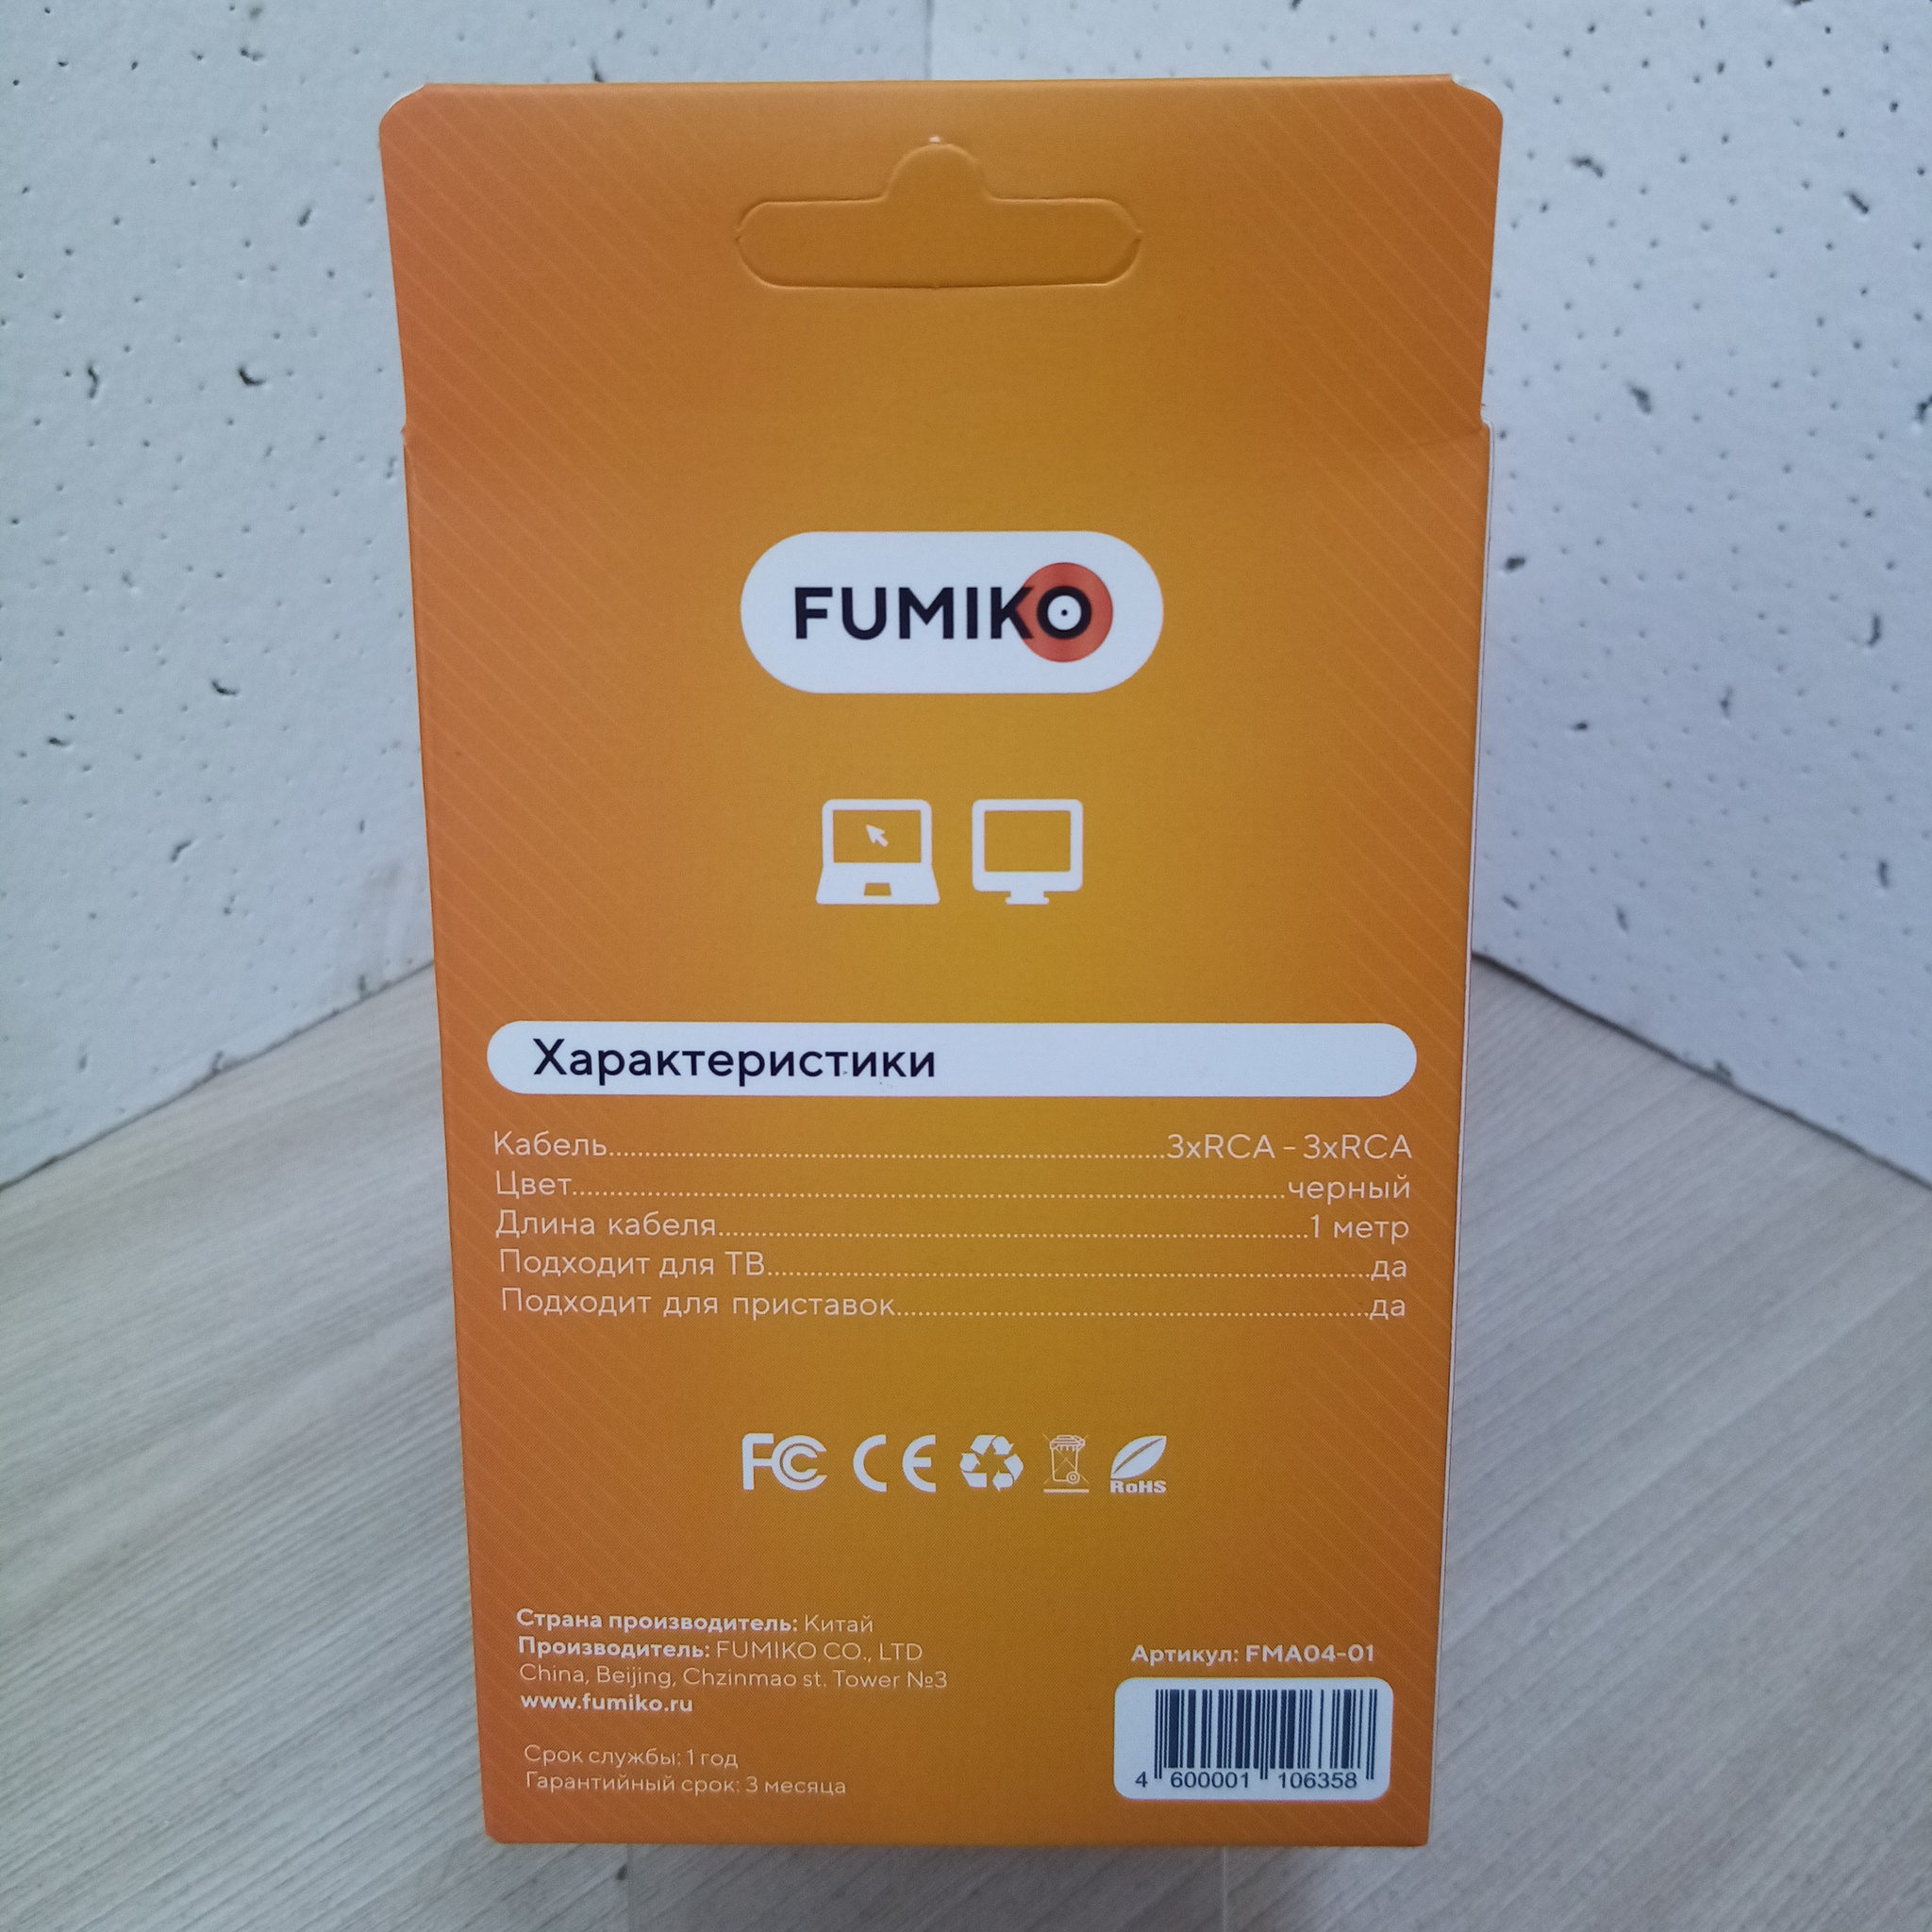 FUMIKO
Характеристики
Кабель.......................................................3xRCA - 3xRCA
Цвет.......................................................черный
Длина кабеля.......................................................1 метр
Подходит для ТВ.......................................................да
Подходит для приставок.......................................................да
FC CE RoHS
Страна производитель: Китай
Производитель: FUMIKO CO., LTD
China, Beijing, Chzinmao st. Tower №3
www.fumiko.ru
Срок службы: 1 год
Гарантийный срок: 3 месяца
Артикул: FMA04-01
4 600001 106358